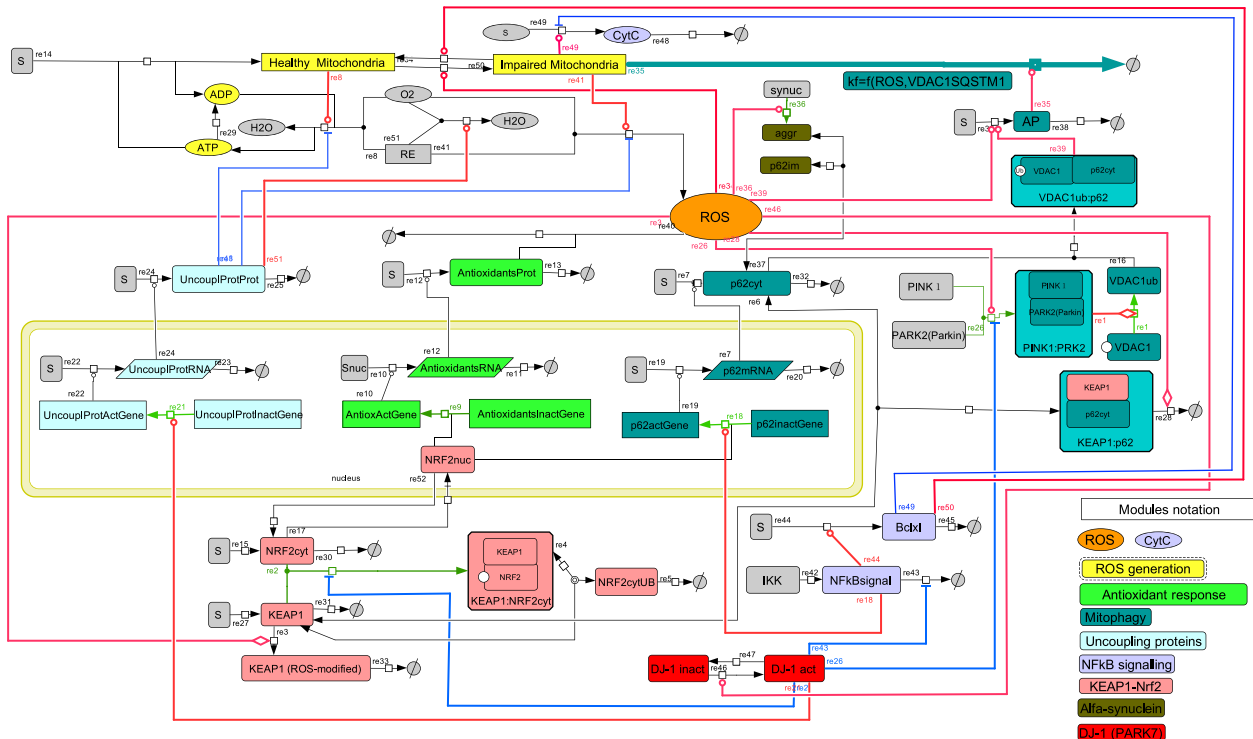 re49
S
CytC
re48
re49
S
re14
Healthy Mitochondria
re50
Impaired Mitochondria
re35
re8
re41
kf=f(ROS,VDAC1SQSTM1
ADP
O2
H2O
H2O
re29
re51
ATP
re8
RE
re41
synuc
re36
aggr
p62im
S
AP
re35
re38
re39
Ub
VDAC1
p62cyt
VDAC1ub:p62
re36
re39
re46
ROS
re40
re26
re51
S
re24
UncouplProtProt
re25
S
re12
AntioxidantsProt
re13
S
re7
re37
p62cyt
re32
re6
PINK 1
PARK2(Parkin)
re26
PINK 1
PARK2(Parkin)
PINK1:PRK2
re1
re16
VDAC1ub
re1
VDAC1
S
re22
re24
UncouplProtRNA
re23
re22
UncouplProtActGene
re21
UncouplProtInactGene
Snuc
re10
re12
AntioxidantsRNA
re11
re10
AntioxActGene
re9
AntioxidantsInactGene
S
re19
re7
p62mRNA
re20
re19
p62actGene
re18
p62inactGene
KEAP1
p62cyt
KEAP1:p62
re28
NRF2nuc
nucleus
re52
S
re15
NRF2cyt
re17
re30
re2
KEAP1
NRF2
KEAP1:NRF2cyt
re4
NRF2cytUB
re5
S
re27
KEAP1
re31
re3
KEAP1 (ROS-modified)
re33
S
re44
re49
re50
Bclxl
re45
re44
IKK
re42
NFkBsignal
re43
re18
re43
re26
DJ-1 inact
re47
re46
DJ-1 act
Modules notation
ROS
CytC
ROS generation
Antioxidant response
Mitophagy
Uncoupling proteins
NFkB signalling
KEAP1-Nrf2
Alfa-synuclein
DJ-1 (PARK7)